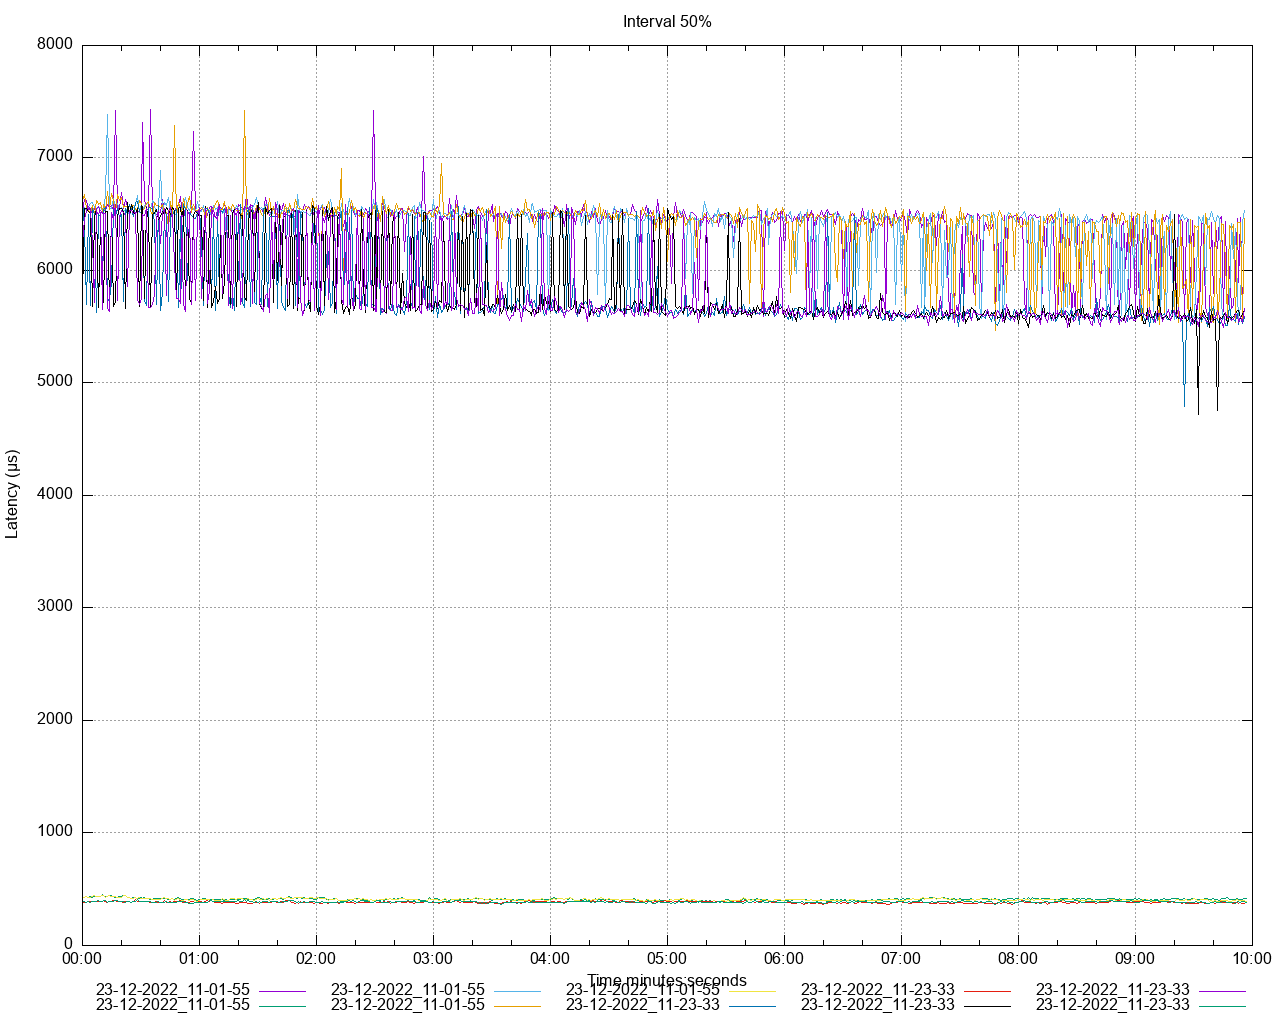 Interval 50%
8000
7000
6000
5000
4000
3000
2000
1000
0
Latency (µs)
00:00 01:00 02:00 03:00 04:00 05:00 06:00 07:00 08:00 09:00 10:00
Time minutes:seconds
23-12-2022_11-01-55 23-12-2022_11-01-55 23-12-2022_11-01-55 23-12-2022_11-23-33 23-12-2022_11-23-33
23-12-2022_11-01-55 23-12-2022_11-01-55 23-12-2022_11-23-33 23-12-2022_11-23-33 23-12-2022_11-23-33